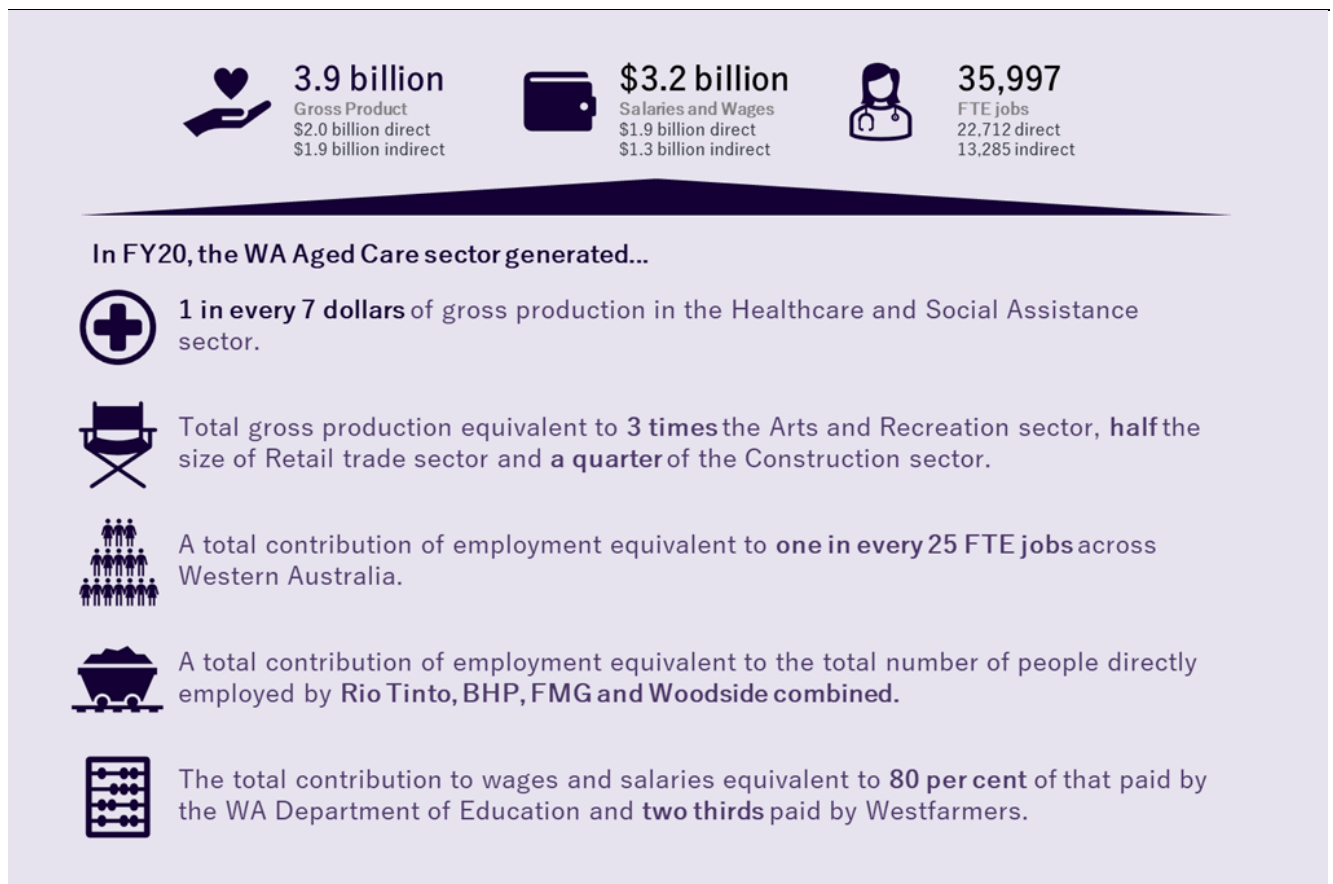 3.9 billion
Gross Product
$2.0 billion direct
$1.9 billion indirect
$3.2 billion
Salaries and Wages
$1.9 billion direct
$1.3 billion indirect
35,997
FTE jobs
22,712 direct
13,285 indirect
In FY20, the WA Aged Care sector generated...
1 in every 7 dollars of gross production in the Healthcare and Social Assistance
sector.
Total gross production equivalent to 3 times the Arts and Recreation sector, half the
size of Retail trade sector and a quarter of the Construction sector.
A total contribution of employment equivalent to one in every 25 FTE jobs across
Western Australia.
A total contribution of employment equivalent to the total number of people directly
employed by Rio Tinto, BHP, FMG and Woodside combined.
The total contribution to wages and salaries equivalent to 80 per cent of that paid by
the WA Department of Education and two thirds paid by Westfarmers.